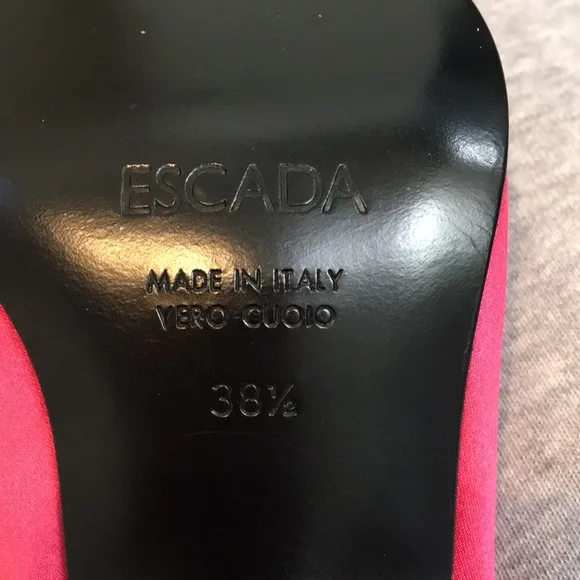 ESCADA
MADE IN ITALY
VERO-CUOIO
38½